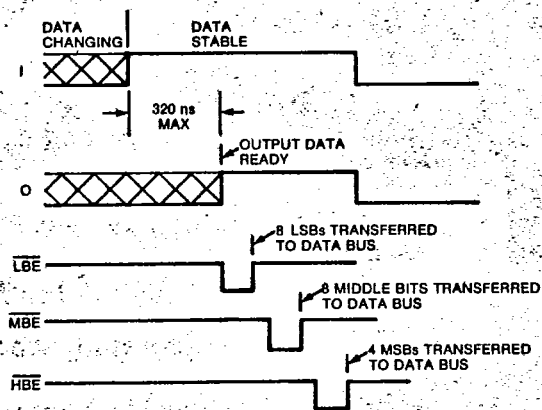 DATA
CHANGING
DATA
STABLE
I
320 ns
MAX
OUTPUT DATA
READY
O
8 LSBs TRANSFERRED
TO DATA BUS.
LBE
8 MIDDLE BITS TRANSFERRED
TO DATA BUS
MBE
4 MSBs TRANSFERRED
TO DATA BUS
HBE